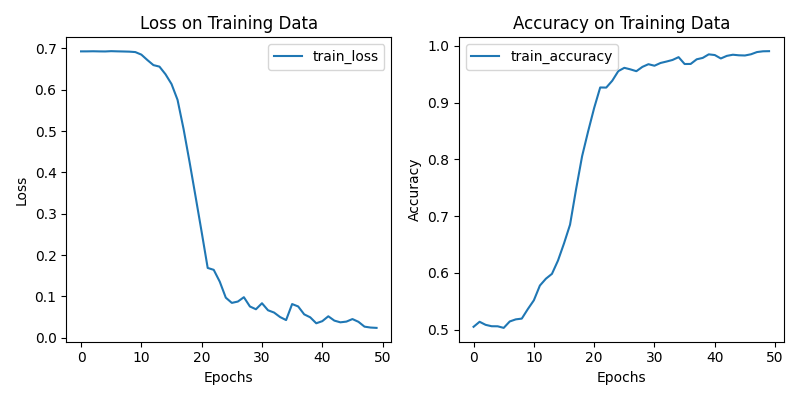 Loss on Training Data
0.7
0.6
0.5
0.4
0.3
0.2
0.1
0.0
Loss
train_loss
0 10 20 30 40 50
Epochs
Accuracy on Training Data
1.0
0.9
0.8
0.7
0.6
0.5
Accuracy
train_accuracy
0 10 20 30 40 50
Epochs